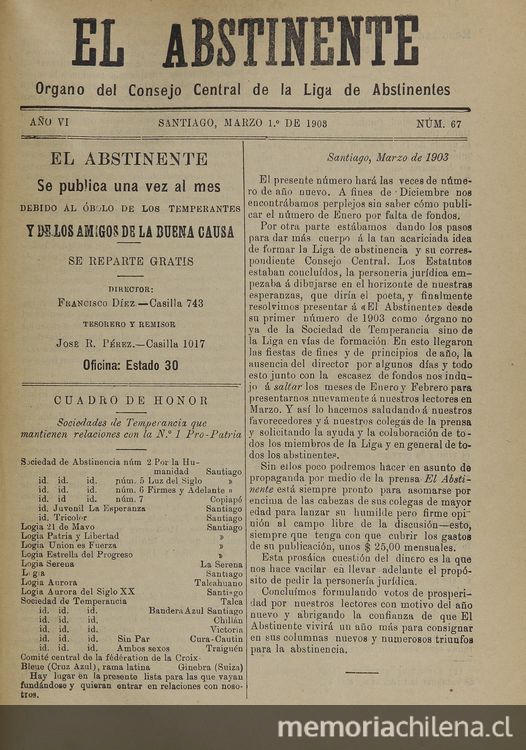 EL ABSTINENTE
Organo del Consejo Central de la Liga de Abstinentes
AÑO VI SANTIAGO, MARZO 1.º DE 1903 NÚM. 67
EL ABSTINENTE
Se publica una vez al mes
DEBIDO AL ÓBOLO DE LOS TEMPERANTES
Y DE LOS AMIGOS DE LA BUENA CAUSA
SE REPARTE GRATIS
DIRECTOR:
FRANCISCO DÍEZ.—Casilla 743
TESORERO Y REMISOR
JOSÉ R. PÉREZ.—Casilla 1017
Oficina: Estado 30
CUADRO DE HONOR
Sociedades de Temperancia que
mantienen relaciones con la N.º 1 Pro-Patria
Sociedad de Abstinencia núm 2 Por la Hu-
manidad Santiago
id. id. id. núm. 5 Luz del Siglo »
id. id. id. núm. 6 Firmes y Adelante »
id. id. id. núm. 7 Copiapó
id. Juvenil La Esperanza Santiago
id. Tricolor Santiago
Logia 21 de Mayo Santiago
Logia Patria y Libertad »
Logia Union es Fuerza »
Logia Estrella del Progreso »
Logia Serena La Serena
Logia Santiago
Logia Aurora Talcahuano
Logia Aurora del Siglo XX Santiago
Sociedad de Temperancia Talca
id. id. id. Bandera Azul Santiago
id. id. id. Chillán
id. id. id. Victoria
id. id. id. Sin Par Cura-Cautin
id. id. id. Ambos sexos Traiguén
Comité central de la fédération de la Croix-
Bleue (Cruz Azul), rama latina Ginebra (Suiza)
Hay lugar en la presente lista para las que vayan
fundándose y quieran entrar en relaciones con noso-
tros.
Santiago, Marzo de 1903
El presente número hará las veces de núme-
ro de año nuevo. A fines de Diciembre nos
encontrábamos perplejos sin saber cómo publi-
car el número de Enero por falta de fondos.
Por otra parte estábamos dando los pasos
para dar más cuerpo á la tan acariciada idea
de formar la Liga de abstinencia y su corres-
pondiente Consejo Central. Los Estatutos
estaban concluídos, la personería jurídica em-
pezaba á dibujarse en el horizonte de nuestras
esperanzas, que diría el poeta, y finalmente
resolvimos presentar á «El Abstinente» desde
su primer número de 1903 como órgano no
ya de la Sociedad de Temperancia sino de
la Liga en vías de formación. En esto llegaron
las fiestas de fines y de principios de año, la
ausencia del director por algunos días y todo
esto junto con la escasez de fondos nos indu-
jo á saltar los meses de Enero y Febrero para
presentarnos nuevamente á nuestros lectores en
Marzo. Y así lo hacemos saludando á nuestros
favorecedores y á nuestros colegas de la prensa
y solicitando la ayuda y la colaboración de to-
dos los miembros de la Liga y en general de to-
dos los abstinentes.
Sin ellos poco podremos hacer en asunto de
propaganda por medio de la prensa El Absti-
nente está siempre pronto para asomarse por
encima de las cabezas de sus colegas de mayor
edad para lanzar su humilde pero firme opi-
nión al campo libre de la discusión—esto,
siempre que tenga con que cubrir los gastos
de su publicación, unos $ 25,00 mensuales.
Esta prosáica cuestión del dinero es la que
nos hace vacilar en llevar adelante el propó-
sito de pedir la personería jurídica.
Concluímos formulando votos de prosperi-
dad por nuestros lectores con motivo del año
nuevo y abrigando la confianza de que El
Abstinente vivirá un año más para consignar
en sus columnas nuevos y numerosos triunfos
para la abstinencia.
memoriachilena.cl